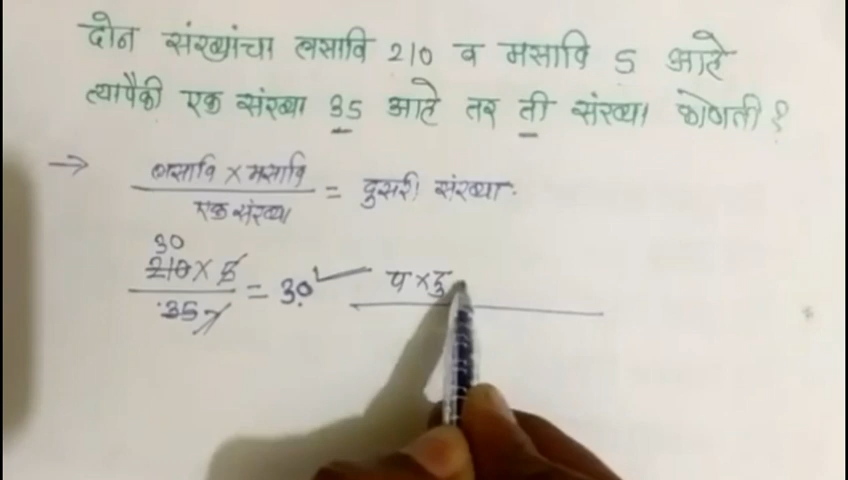 दोन संख्यांचा लसावि 210 व मसावि 5 आहे
त्यापैकी एक संख्या 35 आहे तर ती संख्या कोणती ?
→ लसावि × मसावि / एक संख्या = दुसरी संख्या.
30
210 × 5 / 35 = 30 ✓ प × दु